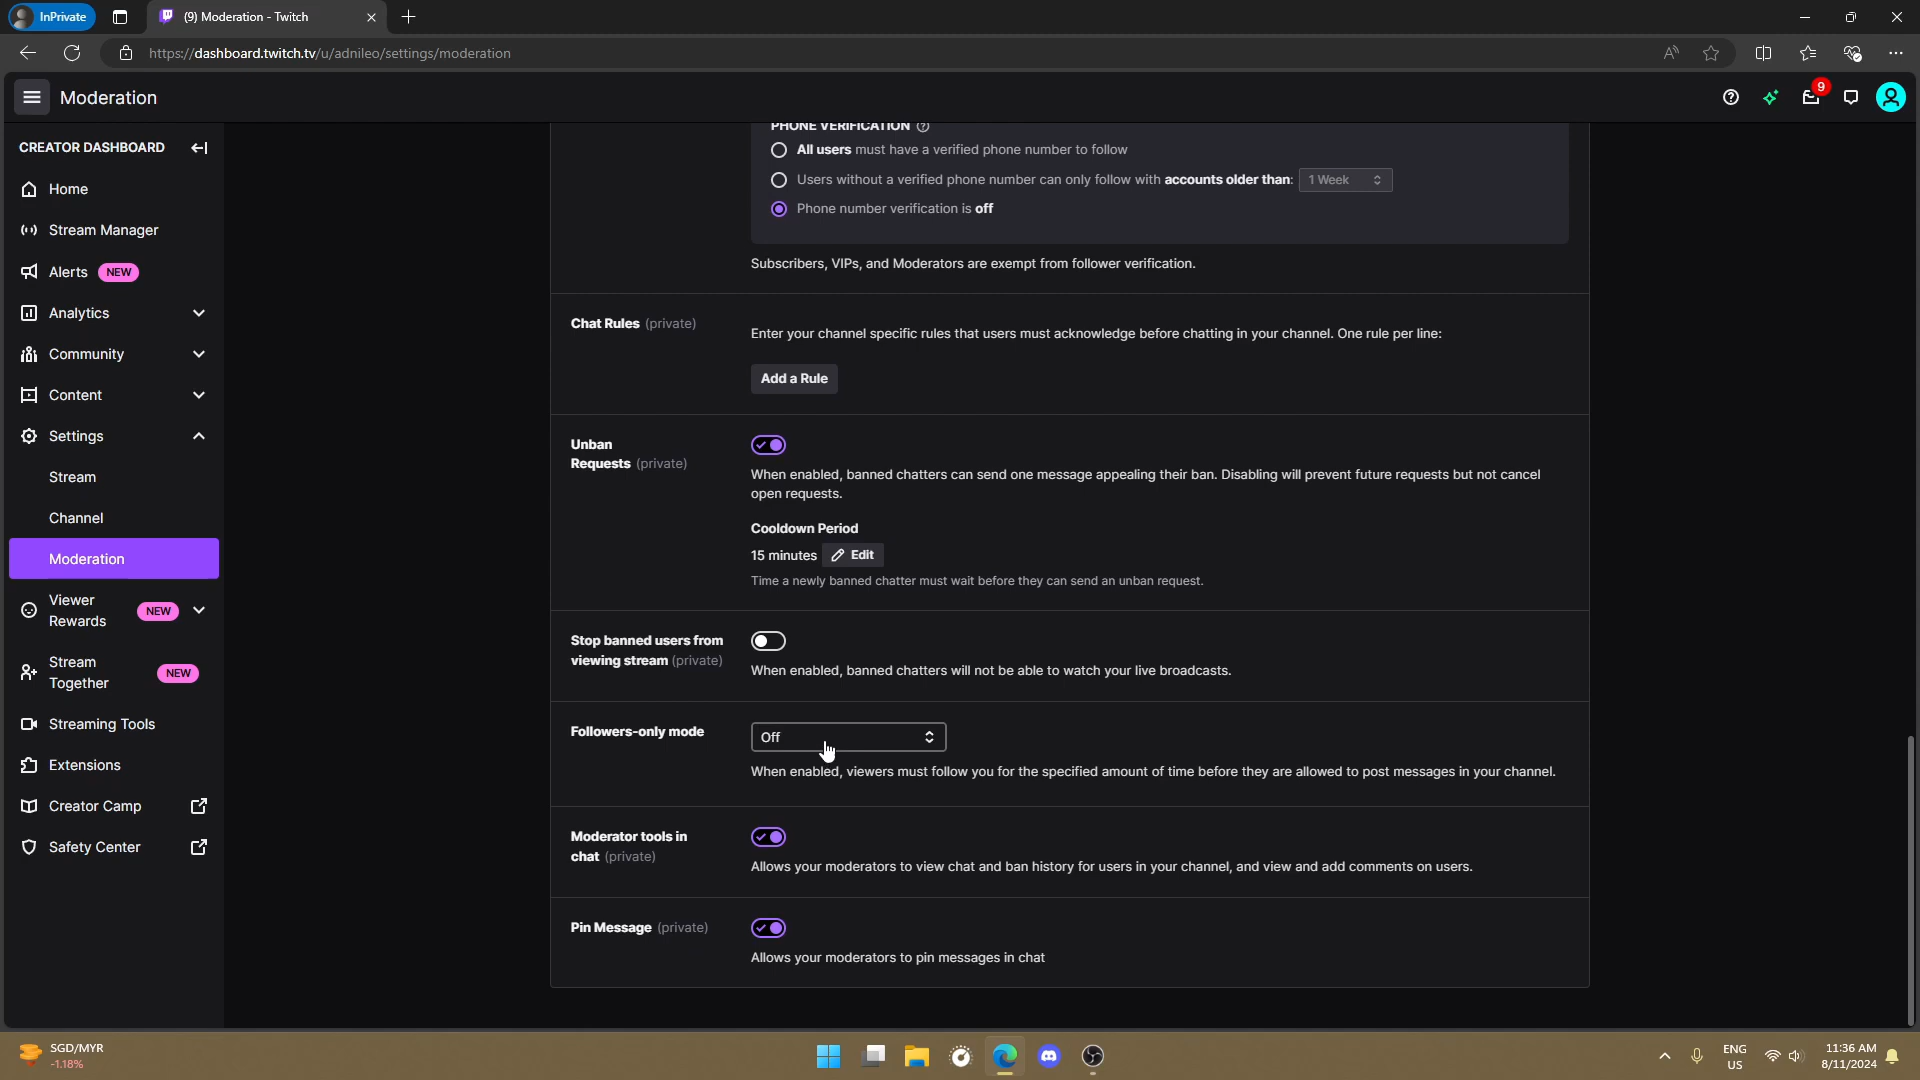 InPrivate
(9) Moderation - Twitch
https://dashboard.twitch.tv/u/adnileo/settings/moderation
Moderation
9
CREATOR DASHBOARD
Home
Stream Manager
Alerts NEW
Analytics
Community
Content
Settings
Stream
Channel
Moderation
Viewer
Rewards NEW
Stream
Together NEW
Streaming Tools
Extensions
Creator Camp
Safety Center
PHONE VERIFICATION
All users must have a verified phone number to follow
Users without a verified phone number can only follow with accounts older than: 1 Week
Phone number verification is off
Subscribers, VIPs, and Moderators are exempt from follower verification.
Chat Rules (private)
Enter your channel specific rules that users must acknowledge before chatting in your channel. One rule per line:
Add a Rule
Unban
Requests (private)
When enabled, banned chatters can send one message appealing their ban. Disabling will prevent future requests but not cancel
open requests.
Cooldown Period
15 minutes Edit
Time a newly banned chatter must wait before they can send an unban request.
Stop banned users from
viewing stream (private)
When enabled, banned chatters will not be able to watch your live broadcasts.
Followers-only mode
Off
When enabled, viewers must follow you for the specified amount of time before they are allowed to post messages in your channel.
Moderator tools in
chat (private)
Allows your moderators to view chat and ban history for users in your channel, and view and add comments on users.
Pin Message (private)
Allows your moderators to pin messages in chat
SGD/MYR
-1.18%
ENG
US
11:36 AM
8/11/2024